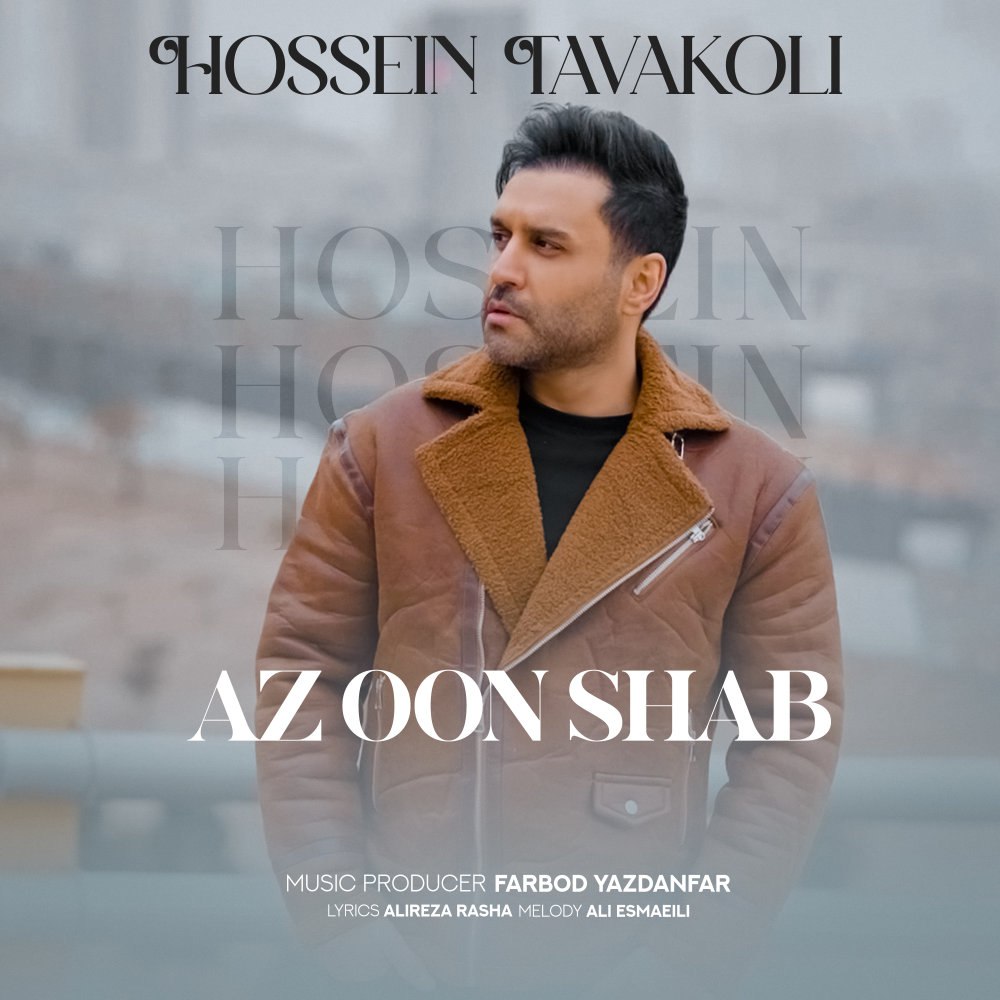 HOSSEIN TAVAKOLI
HOSSEIN
HOSSEIN
H
AZ OON SHAB
MUSIC PRODUCER FARBOD YAZDANFAR
LYRICS ALIREZA RASHA MELODY ALI ESMAEILI